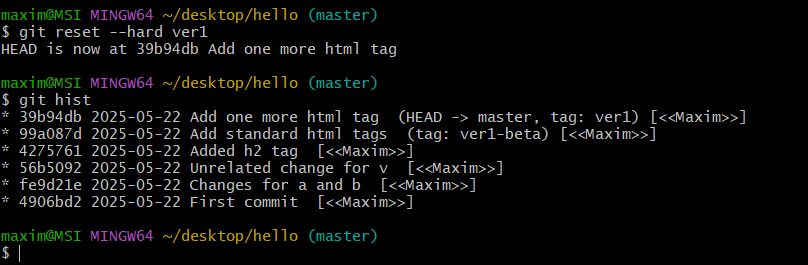 maxim@MSI MINGW64 ~/desktop/hello (master)
$ git reset --hard ver1
HEAD is now at 39b94db Add one more html tag
maxim@MSI MINGW64 ~/desktop/hello (master)
$ git hist
* 39b94db 2025-05-22 Add one more html tag  (HEAD -> master, tag: ver1) [<<Maxim>>]
* 99a087d 2025-05-22 Add standard html tags  (tag: ver1-beta) [<<Maxim>>]
* 4275761 2025-05-22 Added h2 tag  [<<Maxim>>]
* 56b5092 2025-05-22 Unrelated change for v  [<<Maxim>>]
* fe9d21e 2025-05-22 Changes for a and b  [<<Maxim>>]
* 4906bd2 2025-05-22 First commit  [<<Maxim>>]
maxim@MSI MINGW64 ~/desktop/hello (master)
$